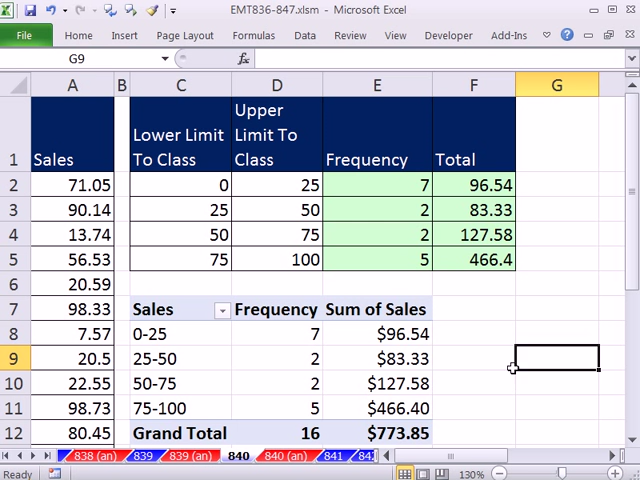 EMT836-847.xlsm - Microsoft Excel
File Home Insert Page Layout Formulas Data Review View Developer Add-Ins
G9 fx
A B C D E F G
1 Sales Lower Limit To Class Upper Limit To Class Frequency Total
2 71.05 0 25 7 96.54
3 90.14 25 50 2 83.33
4 13.74 50 75 2 127.58
5 56.53 75 100 5 466.4
6 20.59
7 98.33 Sales Frequency Sum of Sales
8 7.57 0-25 7 $96.54
9 20.5 25-50 2 $83.33
10 22.55 50-75 2 $127.58
11 98.73 75-100 5 $466.40
12 80.45 Grand Total 16 $773.85
838 (an) 839 839 (an) 840 840 (an) 841
Ready 130%